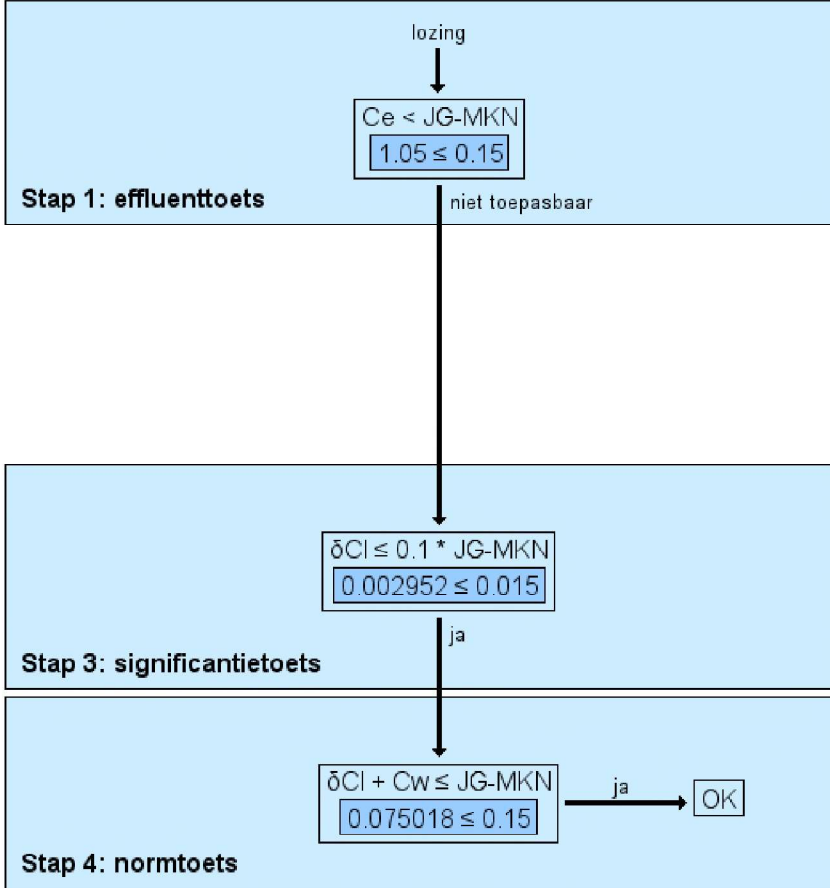 lozing
Ce < JG-MKN
1.05 ≤ 0.15
Stap 1: effluenttoets
niet toepasbaar
δCl ≤ 0.1 * JG-MKN
0.002952 ≤ 0.015
ja
Stap 3: significantietoets
δCl + Cw ≤ JG-MKN
0.075018 ≤ 0.15
ja
OK
Stap 4: normtoets